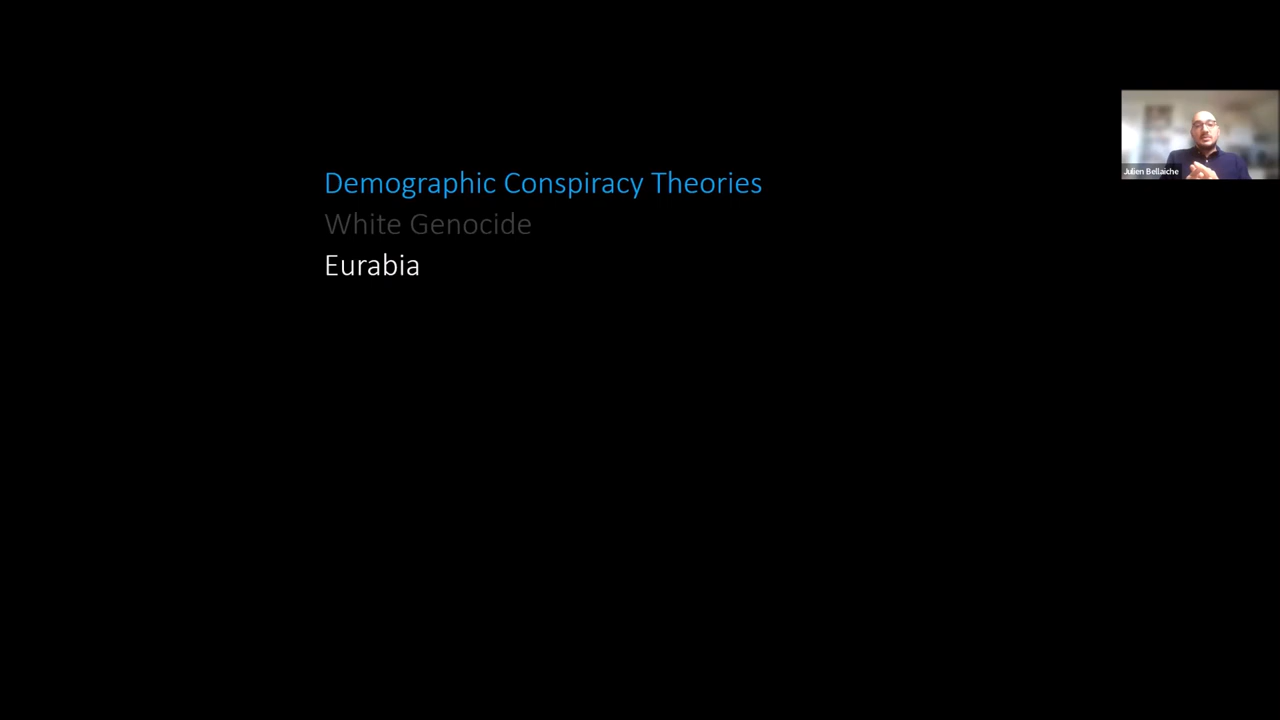 Demographic Conspiracy Theories
White Genocide
Eurabia
Julien Bellaiche